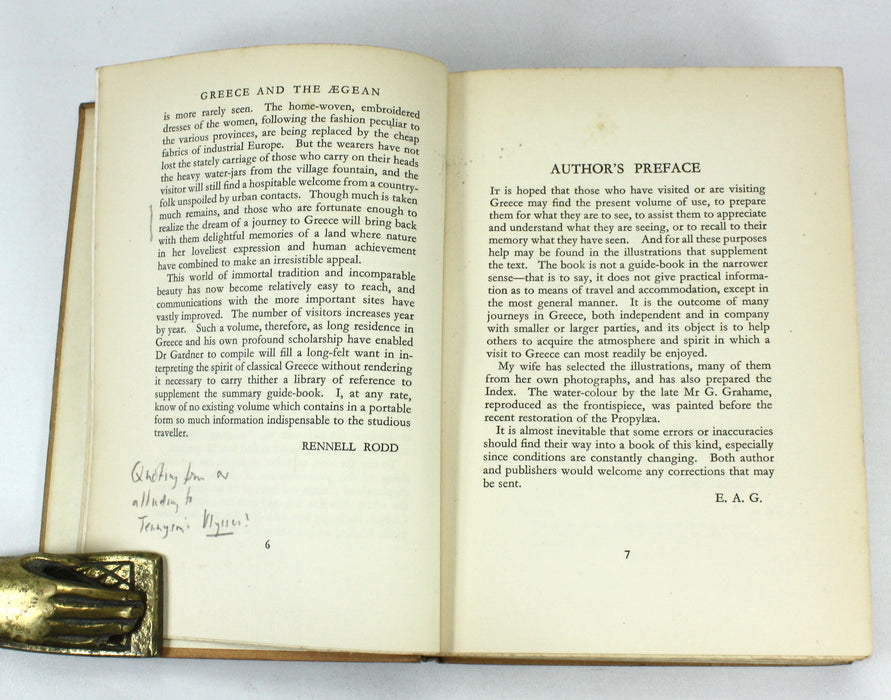 GREECE AND THE ÆGEAN
is more rarely seen. The home-woven, embroidered
dresses of the women, following the fashion peculiar to
the various provinces, are being replaced by the cheap
fabrics of industrial Europe. But the wearers have not
lost the stately carriage of those who carry on their heads
the heavy water-jars from the village fountain, and the
visitor will still find a hospitable welcome from a country-
folk unspoiled by urban contacts. Though much is taken
much remains, and those who are fortunate enough to
realize the dream of a journey to Greece will bring back
with them delightful memories of a land where nature
in her loveliest expression and human achievement
have combined to make an irresistible appeal.
This world of immortal tradition and incomparable
beauty has now become relatively easy to reach, and
communications with the more important sites have
vastly improved. The number of visitors increases year
by year. Such a volume, therefore, as long residence in
Greece and his own profound scholarship have enabled
Dr Gardner to compile will fill a long-felt want in in-
terpreting the spirit of classical Greece without rendering
it necessary to carry thither a library of reference to
supplement the summary guide-book. I, at any rate,
know of no existing volume which contains in a portable
form so much information indispensable to the studious
traveller.
RENNELL RODD
Quoting from or
alluding to
Tennyson's Ulysses!
6
AUTHOR'S PREFACE
IT is hoped that those who have visited or are visiting
Greece may find the present volume of use, to prepare
them for what they are to see, to assist them to appreciate
and understand what they are seeing, or to recall to their
memory what they have seen. And for all these purposes
help may be found in the illustrations that supplement
the text. The book is not a guide-book in the narrower
sense—that is to say, it does not give practical informa-
tion as to means of travel and accommodation, except in
the most general manner. It is the outcome of many
journeys in Greece, both independent and in company
with smaller or larger parties, and its object is to help
others to acquire the atmosphere and spirit in which a
visit to Greece can most readily be enjoyed.
My wife has selected the illustrations, many of them
from her own photographs, and has also prepared the
Index. The water-colour by the late Mr G. Grahame,
reproduced as the frontispiece, was painted before the
recent restoration of the Propylæa.
It is almost inevitable that some errors or inaccuracies
should find their way into a book of this kind, especially
since conditions are constantly changing. Both author
and publishers would welcome any corrections that may
be sent.
E. A. G.
7